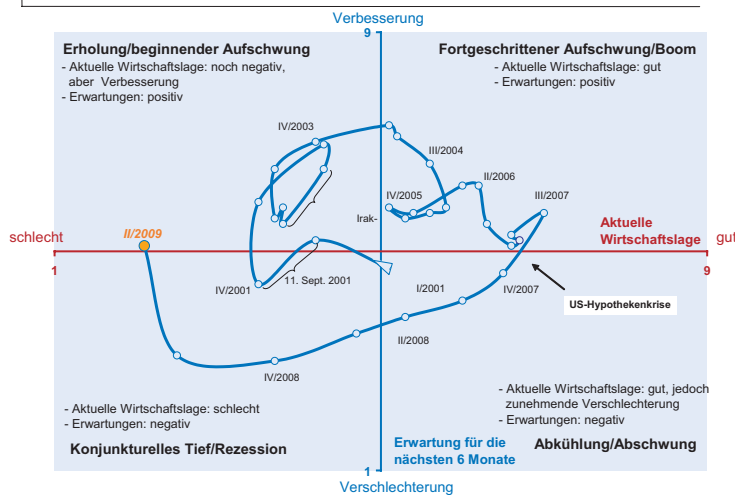 Verbesserung
9
Erholung/beginnender Aufschwung
- Aktuelle Wirtschaftslage: noch negativ,
aber Verbesserung
- Erwartungen: positiv
Fortgeschrittener Aufschwung/Boom
- Aktuelle Wirtschaftslage: gut
- Erwartungen: positiv
IV/2003
III/2004
II/2006
IV/2005
III/2007
Irak-
II/2009
Aktuelle
Wirtschaftslage
schlecht
gut
1
9
11. Sept. 2001
IV/2001
I/2001
IV/2007
US-Hypothekenkrise
II/2008
IV/2008
- Aktuelle Wirtschaftslage: schlecht
- Erwartungen: negativ
Konjunkturelles Tief/Rezession
- Aktuelle Wirtschaftslage: gut, jedoch
zunehmende Verschlechterung
- Erwartungen: negativ
Abkühlung/Abschwung
Erwartung für die
nächsten 6 Monate
1
Verschlechterung